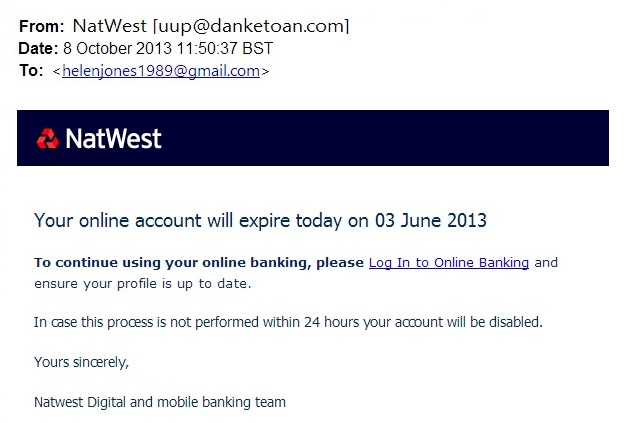 From: NatWest [uup@danketoan.com]
Date: 8 October 2013 11:50:37 BST
To: <helenjones1989@gmail.com>
NatWest
Your online account will expire today on 03 June 2013
To continue using your online banking, please Log In to Online Banking and
ensure your profile is up to date.
In case this process is not performed within 24 hours your account will be disabled.
Yours sincerely,
Natwest Digital and mobile banking team